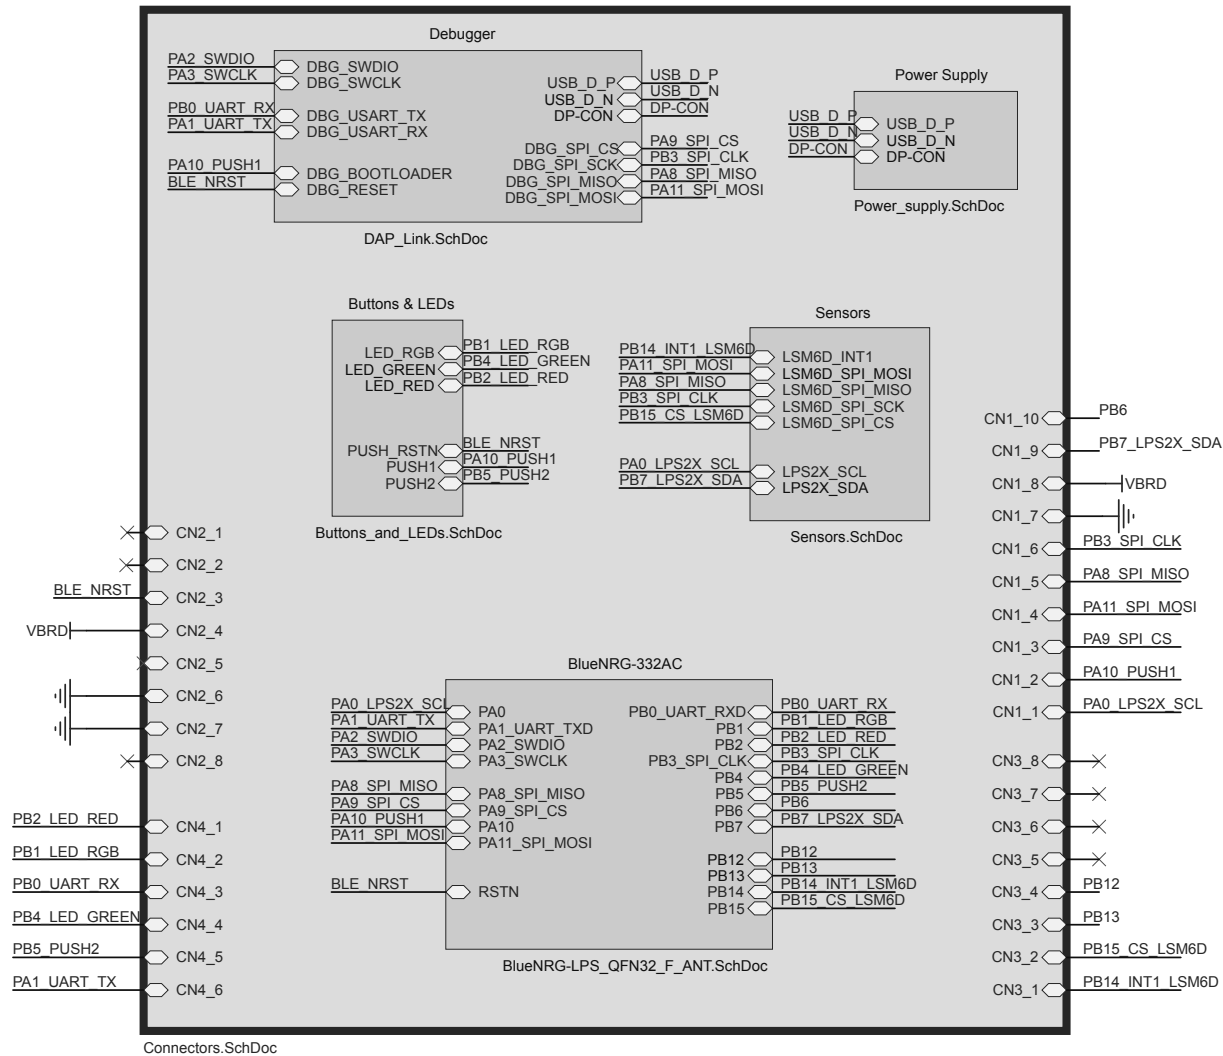 Debugger
PA2_SWDIO
PA3_SWCLK
PB0_UART_RX
PA1_UART_TX
PA10_PUSH1
BLE_NRST
DBG_SWDIO
DBG_SWCLK
DBG_USART_TX
DBG_USART_RX
DBG_BOOTLOADER
DBG_RESET
USB_D_P
USB_D_N
DP-CON
DBG_SPI_CS
DBG_SPI_SCK
DBG_SPI_MISO
DBG_SPI_MOSI
USB_D_P
USB_D_N
DP-CON
PA9_SPI_CS
PB3_SPI_CLK
PA8_SPI_MISO
PA11_SPI_MOSI
DAP_Link.SchDoc
Power Supply
USB_D_P
USB_D_N
DP-CON
USB_D_P
USB_D_N
DP-CON
Power_supply.SchDoc
Buttons & LEDs
LED_RGB
LED_GREEN
LED_RED
PUSH_RSTN
PUSH1
PUSH2
PB1_LED_RGB
PB4_LED_GREEN
PB2_LED_RED
BLE_NRST
PA10_PUSH1
PB5_PUSH2
Buttons_and_LEDs.SchDoc
Sensors
PB14_INT1_LSM6D
PA11_SPI_MOSI
PA8_SPI_MISO
PB3_SPI_CLK
PB15_CS_LSM6D
PA0_LPS2X_SCL
PB7_LPS2X_SDA
LSM6D_INT1
LSM6D_SPI_MOSI
LSM6D_SPI_MISO
LSM6D_SPI_SCK
LSM6D_SPI_CS
LPS2X_SCL
LPS2X_SDA
Sensors.SchDoc
CN2_1
CN2_2
BLE_NRST
CN2_3
VBRD
CN2_4
CN2_5
CN2_6
CN2_7
CN2_8
PB2_LED_RED
CN4_1
PB1_LED_RGB
CN4_2
PB0_UART_RX
CN4_3
PB4_LED_GREEN
CN4_4
PB5_PUSH2
CN4_5
PA1_UART_TX
CN4_6
BlueNRG-332AC
PA0_LPS2X_SCL
PA1_UART_TX
PA2_SWDIO
PA3_SWCLK
PA8_SPI_MISO
PA9_SPI_CS
PA10_PUSH1
PA11_SPI_MOSI
BLE_NRST
PA0
PA1_UART_TXD
PA2_SWDIO
PA3_SWCLK
PA8_SPI_MISO
PA9_SPI_CS
PA10
PA11_SPI_MOSI
RSTN
PB0_UART_RXD
PB1
PB2
PB3_SPI_CLK
PB4
PB5
PB6
PB7
PB12
PB13
PB14
PB15
PB0_UART_RX
PB1_LED_RGB
PB2_LED_RED
PB3_SPI_CLK
PB4_LED_GREEN
PB5_PUSH2
PB6
PB7_LPS2X_SDA
PB12
PB13
PB14_INT1_LSM6D
PB15_CS_LSM6D
BlueNRG-LPS_QFN32_F_ANT.SchDoc
CN1_10
PB6
CN1_9
PB7_LPS2X_SDA
CN1_8
VBRD
CN1_7
CN1_6
PB3_SPI_CLK
CN1_5
PA8_SPI_MISO
CN1_4
PA11_SPI_MOSI
CN1_3
PA9_SPI_CS
CN1_2
PA10_PUSH1
CN1_1
PA0_LPS2X_SCL
CN3_8
CN3_7
CN3_6
CN3_5
CN3_4
PB12
CN3_3
PB13
CN3_2
PB15_CS_LSM6D
CN3_1
PB14_INT1_LSM6D
Connectors.SchDoc